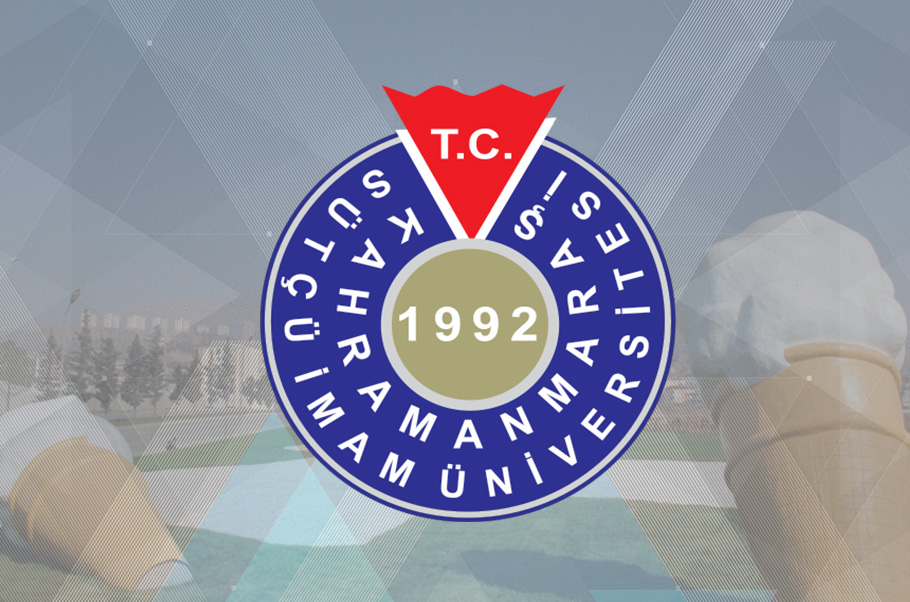 T.C.
KAHRAMANMARAŞ
SÜTÇÜ İMAM ÜNİVERSİTESİ
1992